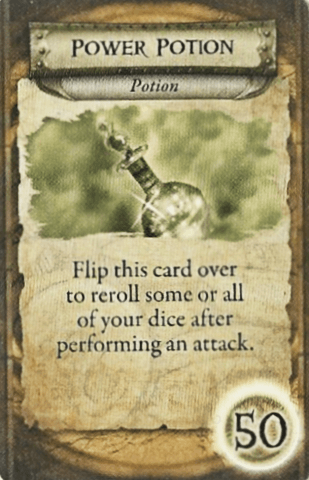 POWER POTION
Potion
Flip this card over
to reroll some or all
of your dice after
performing an attack.
50